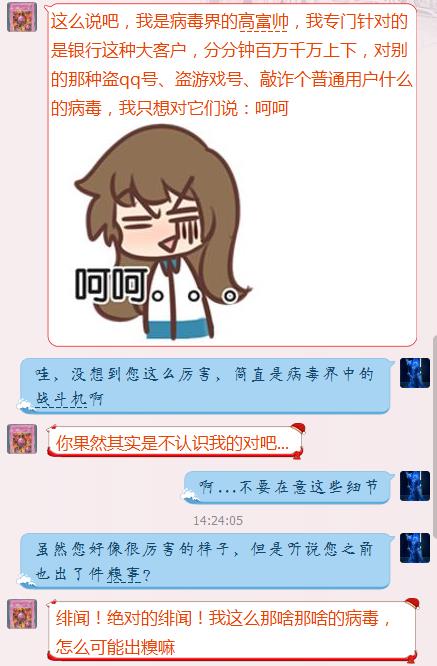 这么说吧，我是病毒界的高富帅，我专门针对的
是银行这种大客户，分分钟百万千万上下，对别
的那种盗qq号、盗游戏号、敲诈个普通用户什么
的病毒，我只想对它们说：呵呵
呵呵。。。
哇，没想到您这么厉害，简直是病毒界中的
战斗机啊
你果然其实是不认识我的对吧...
啊...不要在意这些细节
14:24:05
虽然您好像很厉害的样子，但是听说您之前
也出了件糗事?
绯闻！绝对的绯闻！我这么那啥那啥的病毒，
怎么可能出糗嘛